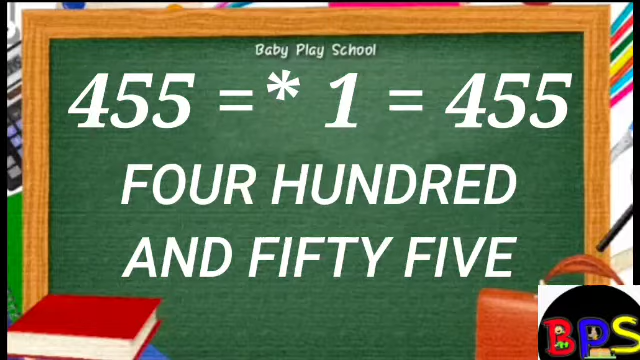 Baby Play School
455 =* 1 = 455
FOUR HUNDRED
AND FIFTY FIVE
BPS